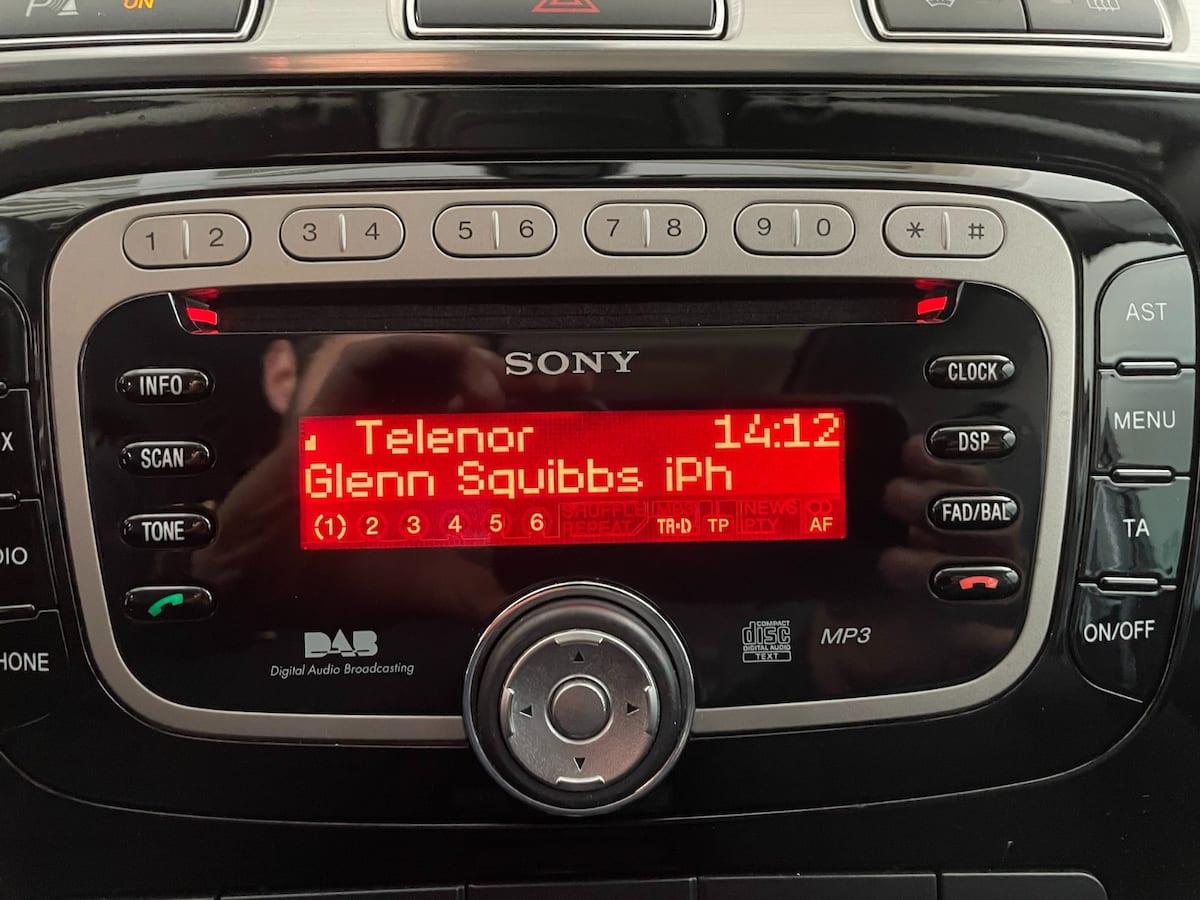 ON
1 2 3 4 5 6 7 8 9 0 * #
AST
SONY
INFO
CLOCK
MENU
Telenor 14:12
X
SCAN
DSP
Glenn Squibbs iPh
(1) 2 3 4 5 6 SHUFFLE MP3 NEWS
REPEAT TA-D TP PTY AF
TONE
FAD/BAL
TA
DIO
ON/OFF
DAB
Digital Audio Broadcasting
COMPACT
disc
DIGITAL AUDIO
TEXT
MP3
HONE